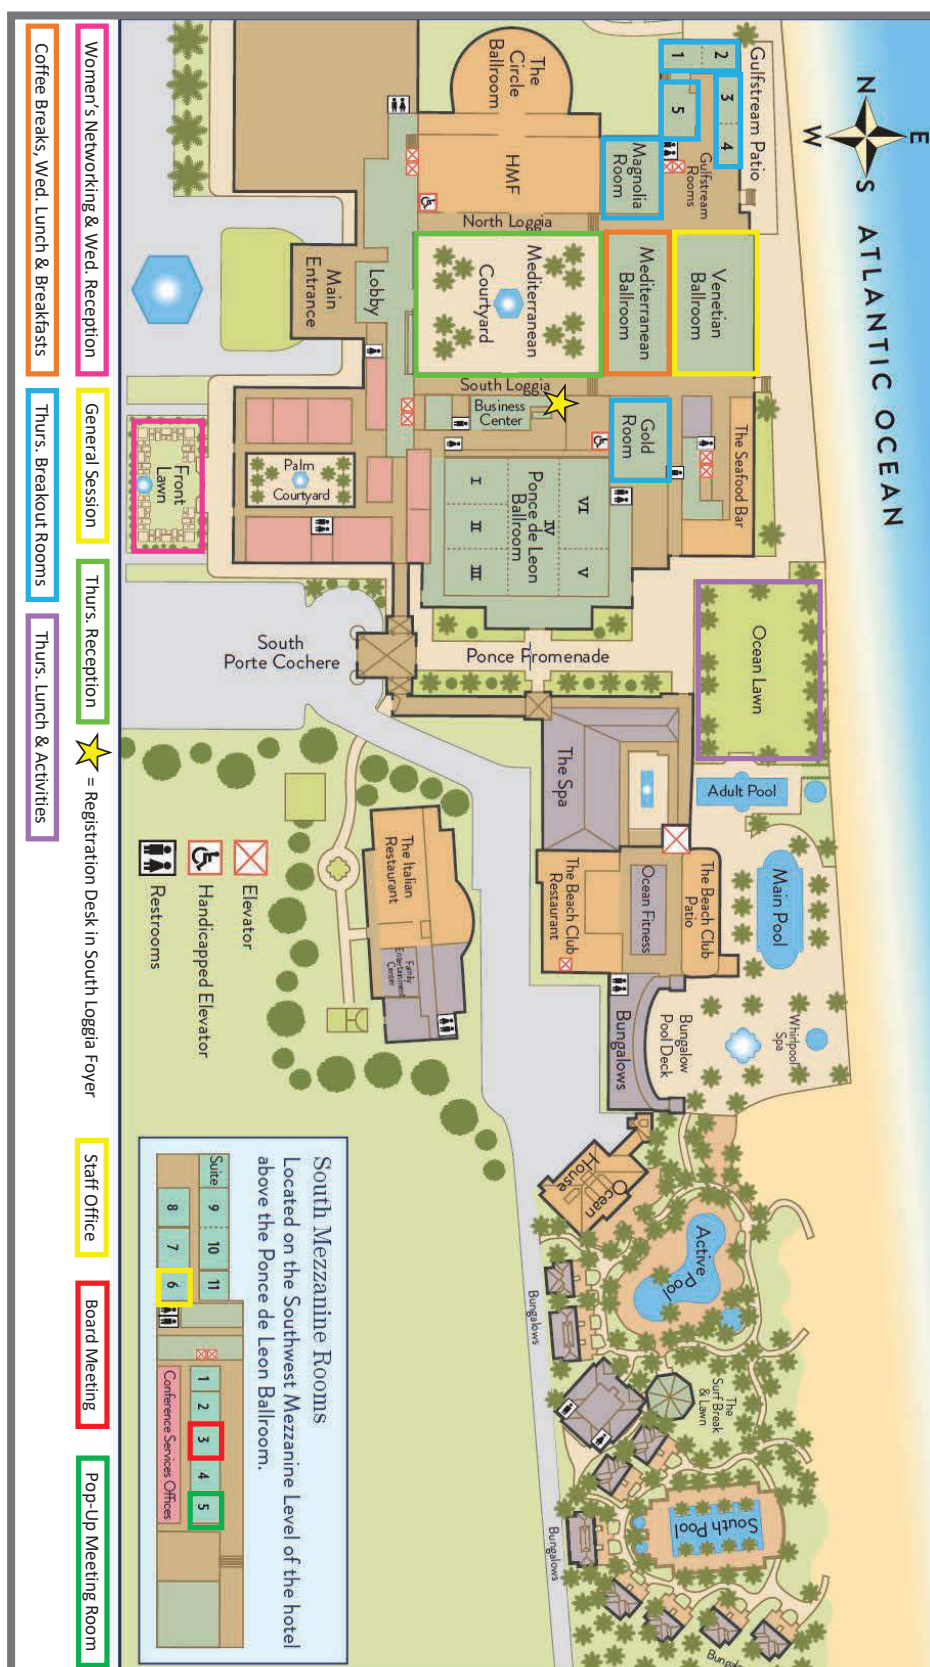 N
E
S
W
ATLANTIC OCEAN
Gulfstream Patio
1
2
3
4
5
Gulfstream
Rooms
Magnolia
Room
The
Circle
Ballroom
HMF
North Loggia
Mediterranean
Courtyard
Mediterranean
Ballroom
Venetian
Ballroom
Main
Entrance
Lobby
South Loggia
Business
Center
Gold
Room
The Seafood Bar
Palm
Courtyard
Front
Lawn
Ponce de Leon
Ballroom
I
II
III
IV
V
VI
Ocean Lawn
South
Porte Cochere
Ponce Promenade
The Spa
Adult Pool
Main Pool
The Beach Club
Patio
Ocean Fitness
The Beach Club
Restaurant
The Italian
Restaurant
Family
Entertainment
Center
Bungalows
Bungalow
Pool Deck
Whirlpool
Spa
Ocean
House
Active
Pool
Bungalows
The
Surf Break
& Lawn
South Pool
Bungalows
Elevator
Handicapped Elevator
Restrooms
South Mezzanine Rooms
Located on the Southwest Mezzanine Level of the hotel
above the Ponce de Leon Ballroom.
Suite
9
10
11
8
7
6
1
2
3
4
5
Conference Services Offices
Women's Networking & Wed. Reception
General Session
Thurs. Reception
= Registration Desk in South Loggia Foyer
Staff Office
Board Meeting
Pop-Up Meeting Room
Coffee Breaks, Wed. Lunch & Breakfasts
Thurs. Breakout Rooms
Thurs. Lunch & Activities